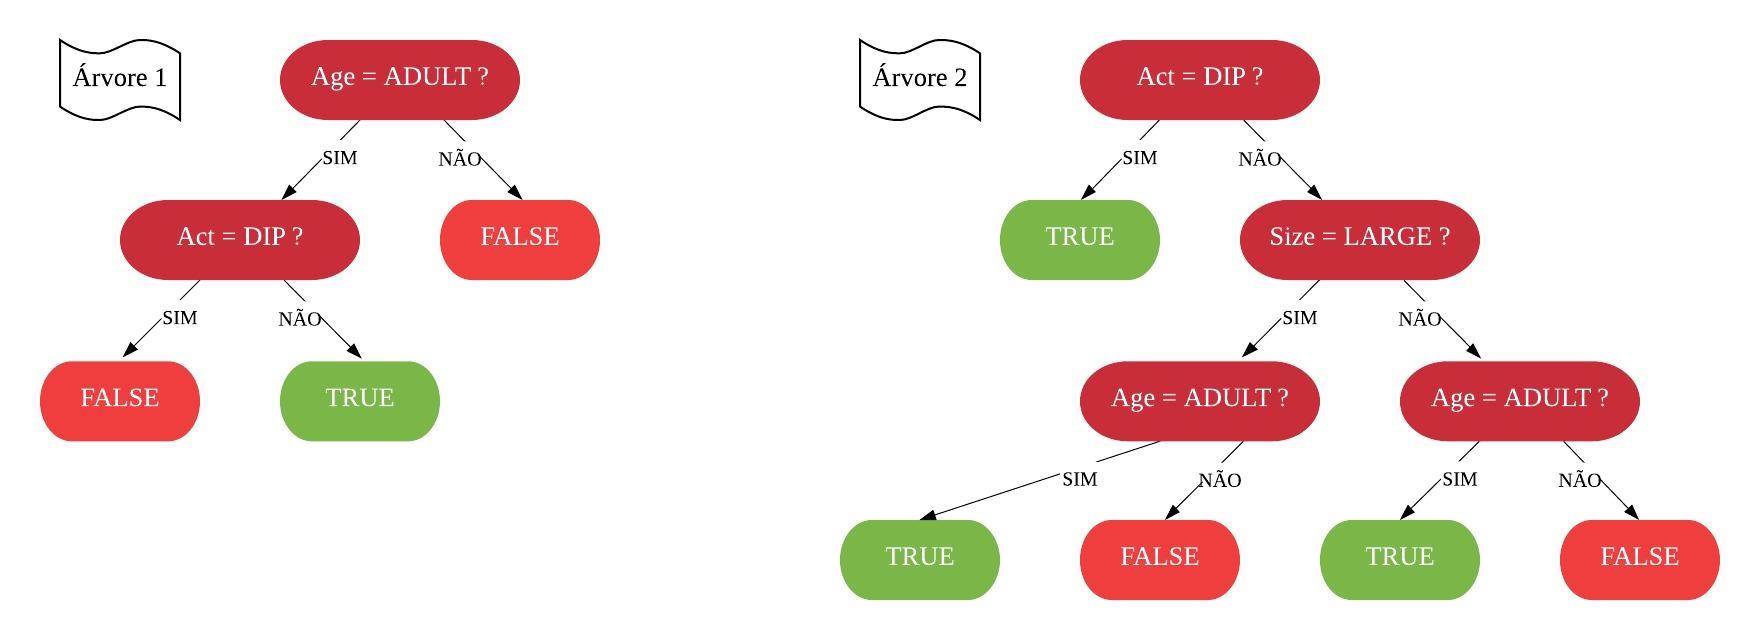 Árvore 1
Age = ADULT ?
SIM
NÃO
Act = DIP ?
FALSE
SIM
NÃO
FALSE
TRUE
Árvore 2
Act = DIP ?
SIM
NÃO
TRUE
Size = LARGE ?
SIM
NÃO
Age = ADULT ?
Age = ADULT ?
SIM
NÃO
SIM
NÃO
TRUE
FALSE
TRUE
FALSE